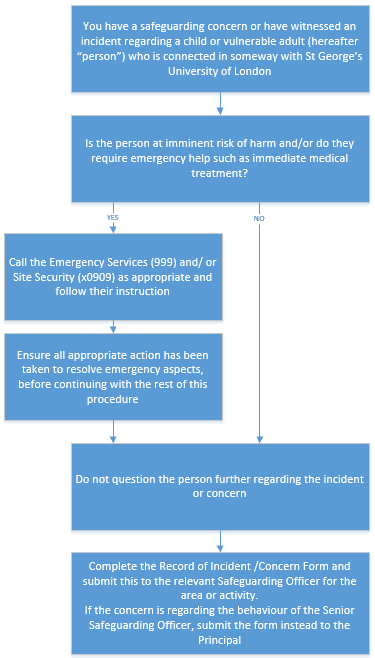 You have a safeguarding concern or have witnessed an
incident regarding a child or vulnerable adult (hereafter
“person”) who is connected in someway with St George’s
University of London
Is the person at imminent risk of harm and/or do they
require emergency help such as immediate medical
treatment?
YES
NO
Call the Emergency Services (999) and/ or
Site Security (x0909) as appropriate and
follow their instruction
Ensure all appropriate action has been
taken to resolve emergency aspects,
before continuing with the rest of this
procedure
Do not question the person further regarding the incident
or concern
Complete the Record of Incident /Concern Form and
submit this to the relevant Safeguarding Officer for the
area or activity.
If the concern is regarding the behaviour of the Senior
Safeguarding Officer, submit the form instead to the
Principal